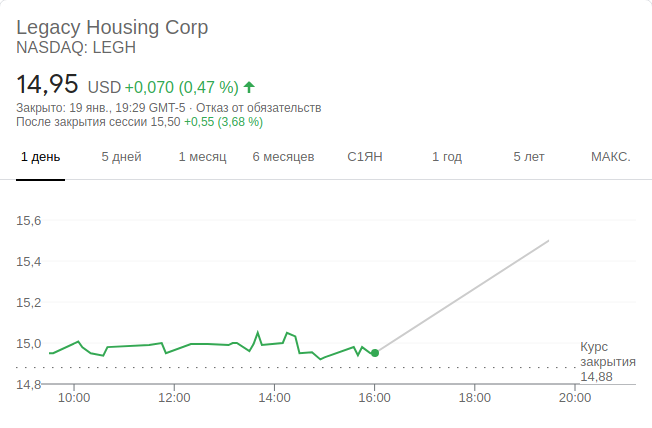 Legacy Housing Corp
NASDAQ: LEGH
14,95 USD +0,070 (0,47 %)
Закрыто: 19 янв., 19:29 GMT-5 · Отказ от обязательств
После закрытия сессии 15,50 +0,55 (3,68 %)
1 день 5 дней 1 месяц 6 месяцев С1ЯН 1 год 5 лет МАКС.
15,6
15,4
15,2
15,0
Курс
закрытия
14,88
14,8
10:00 12:00 14:00 16:00 18:00 20:00